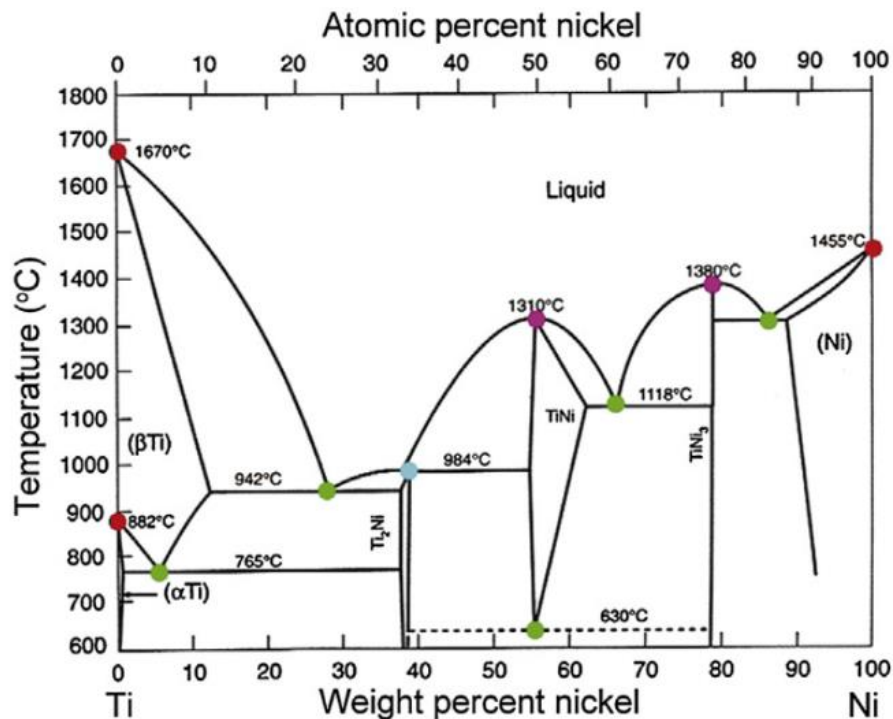 Atomic percent nickel
0 10 20 30 40 50 60 70 80 90 100
1800
1700
1600
1500
1400
1300
1200
1100
1000
900
800
700
600
Temperature (°C)
1670°C
Liquid
1455°C
1380°C
1310°C
(Ni)
TiNi
1118°C
TiNi₃
(βTi)
984°C
942°C
882°C
Ti₂Ni
765°C
(αTi)
630°C
0 10 20 30 40 50 60 70 80 90 100
Ti Weight percent nickel Ni